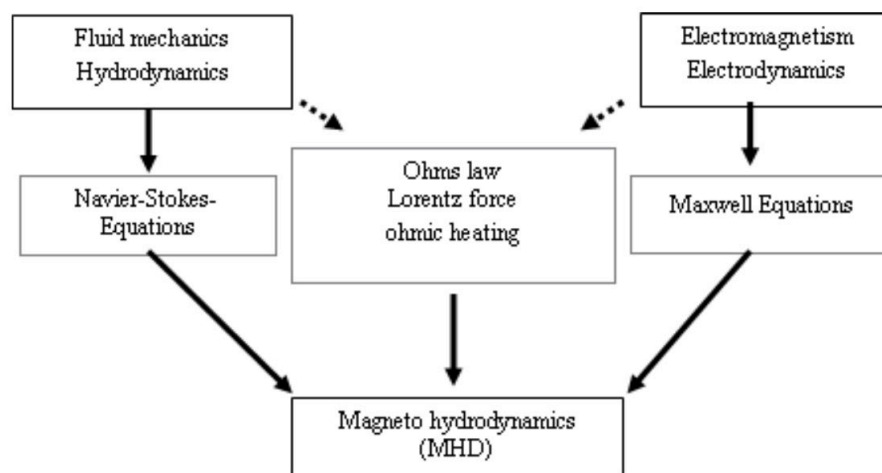 Fluid mechanics
Hydrodynamics
Electromagnetism
Electrodynamics
Ohms law
Lorentz force
ohmic heating
Navier-Stokes-
Equations
Maxwell Equations
Magneto hydrodynamics
(MHD)